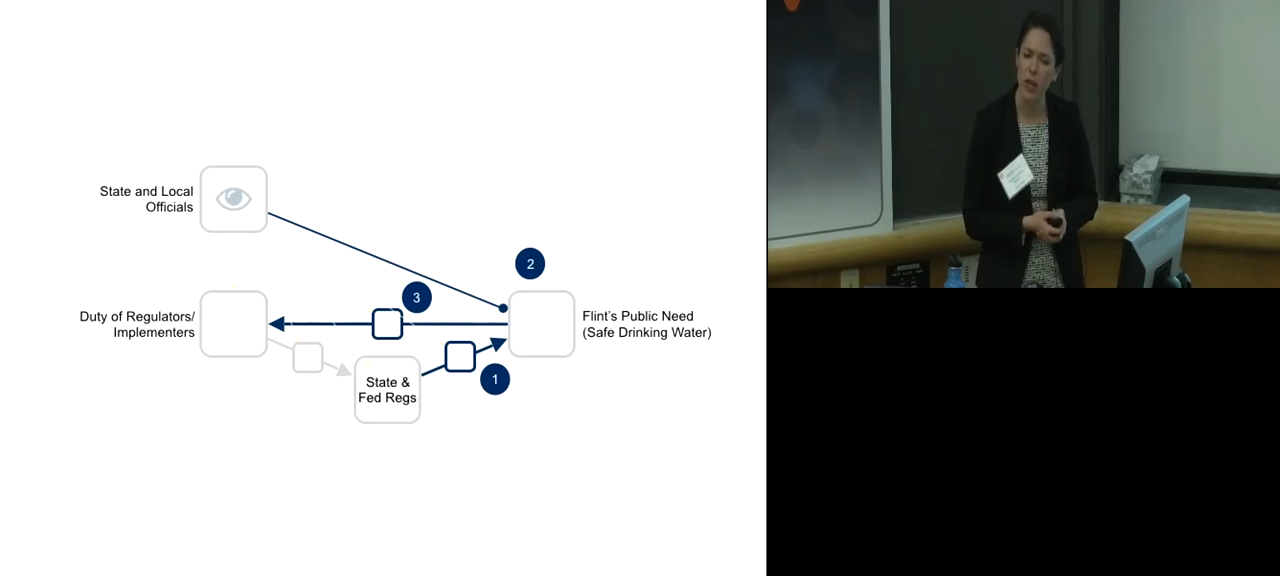 State and Local
Officials
2
3
Duty of Regulators/
Implementers
Flint's Public Need
(Safe Drinking Water)
1
State &
Fed Regs